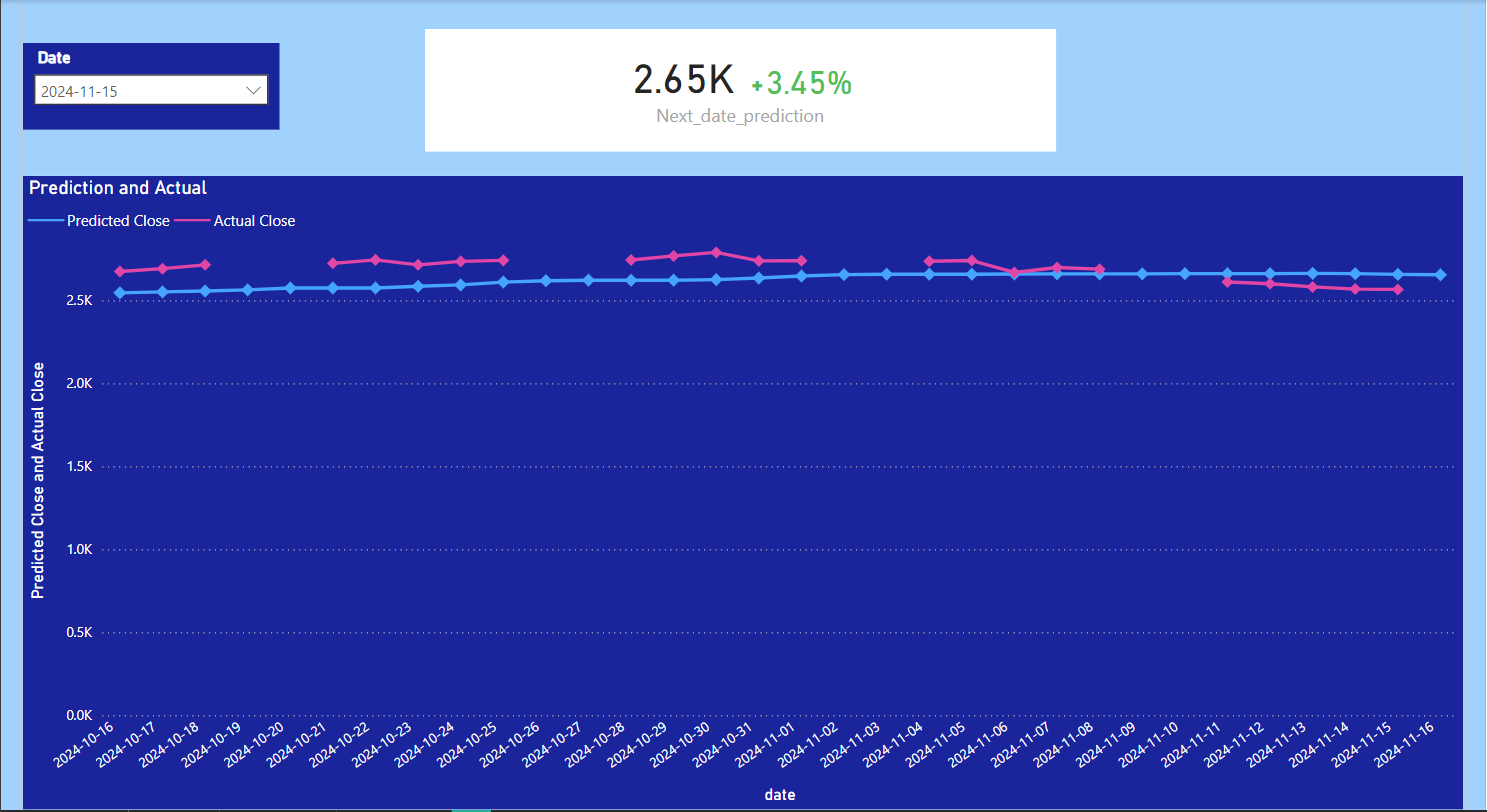 Date
2024-11-15
2.65K +3.45%
Next_date_prediction
Prediction and Actual
Predicted Close Actual Close
Predicted Close and Actual Close
2.5K
2.0K
1.5K
1.0K
0.5K
0.0K
2024-10-16
2024-10-17
2024-10-18
2024-10-19
2024-10-20
2024-10-21
2024-10-22
2024-10-23
2024-10-24
2024-10-25
2024-10-26
2024-10-27
2024-10-28
2024-10-29
2024-10-30
2024-10-31
2024-11-01
2024-11-02
2024-11-03
2024-11-04
2024-11-05
2024-11-06
2024-11-07
2024-11-08
2024-11-09
2024-11-10
2024-11-11
2024-11-12
2024-11-13
2024-11-14
2024-11-15
2024-11-16
date